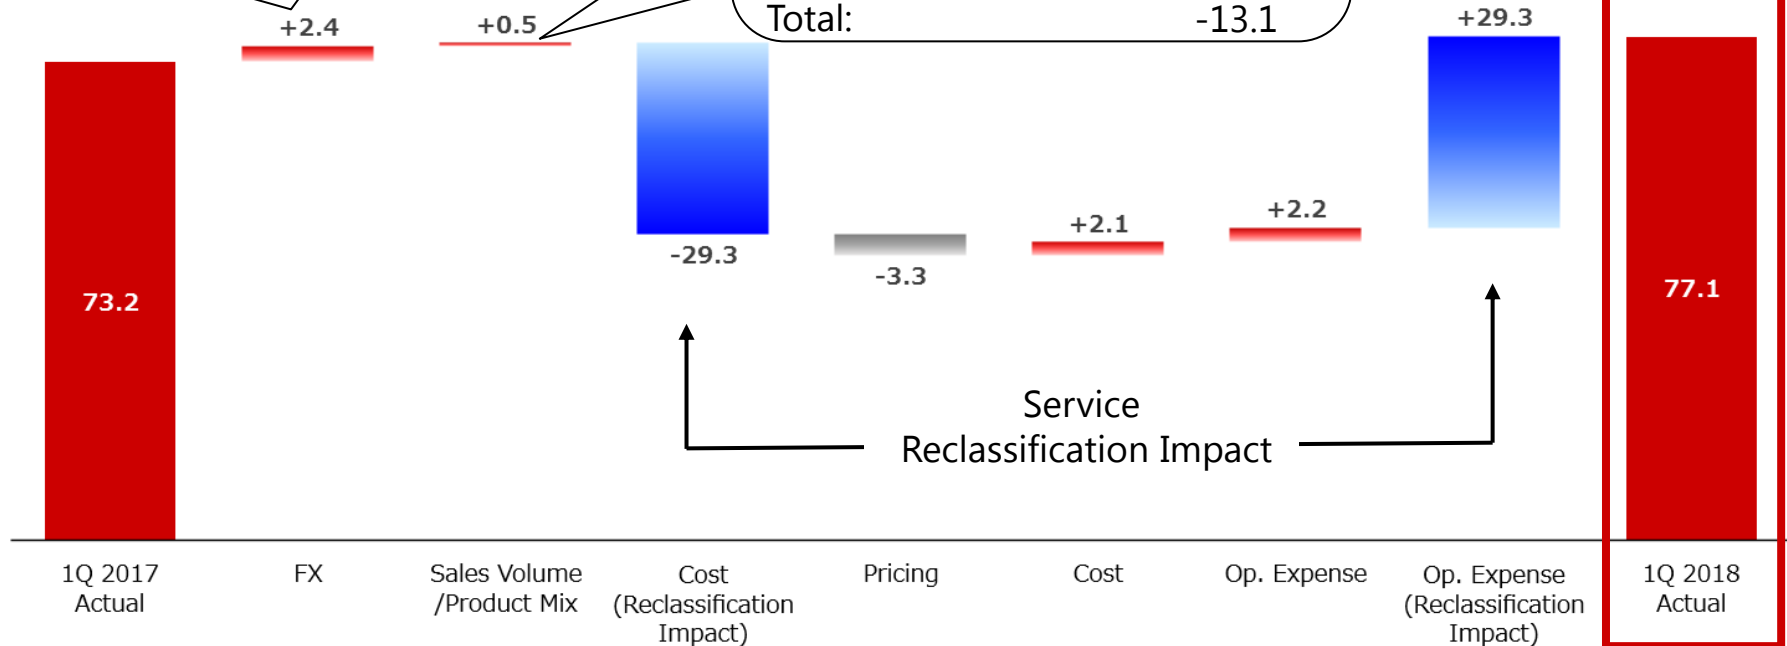 Total: -13.1
+2.4
+0.5
+29.3
-29.3
-3.3
+2.1
+2.2
73.2
77.1
Service
Reclassification Impact
1Q 2017
Actual
FX
Sales Volume
/Product Mix
Cost
(Reclassification
Impact)
Pricing
Cost
Op. Expense
Op. Expense
(Reclassification
Impact)
1Q 2018
Actual